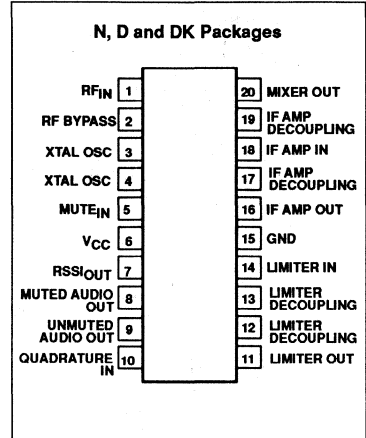 N, D and DK Packages
RFIN 1
RF BYPASS 2
XTAL OSC 3
XTAL OSC 4
MUTEIN 5
VCC 6
RSSIOUT 7
MUTED AUDIO
OUT 8
UNMUTED
AUDIO OUT 9
QUADRATURE
IN 10
20 MIXER OUT
19 IF AMP
DECOUPLING
18 IF AMP IN
17 IF AMP
DECOUPLING
16 IF AMP OUT
15 GND
14 LIMITER IN
13 LIMITER
DECOUPLING
12 LIMITER
DECOUPLING
11 LIMITER OUT